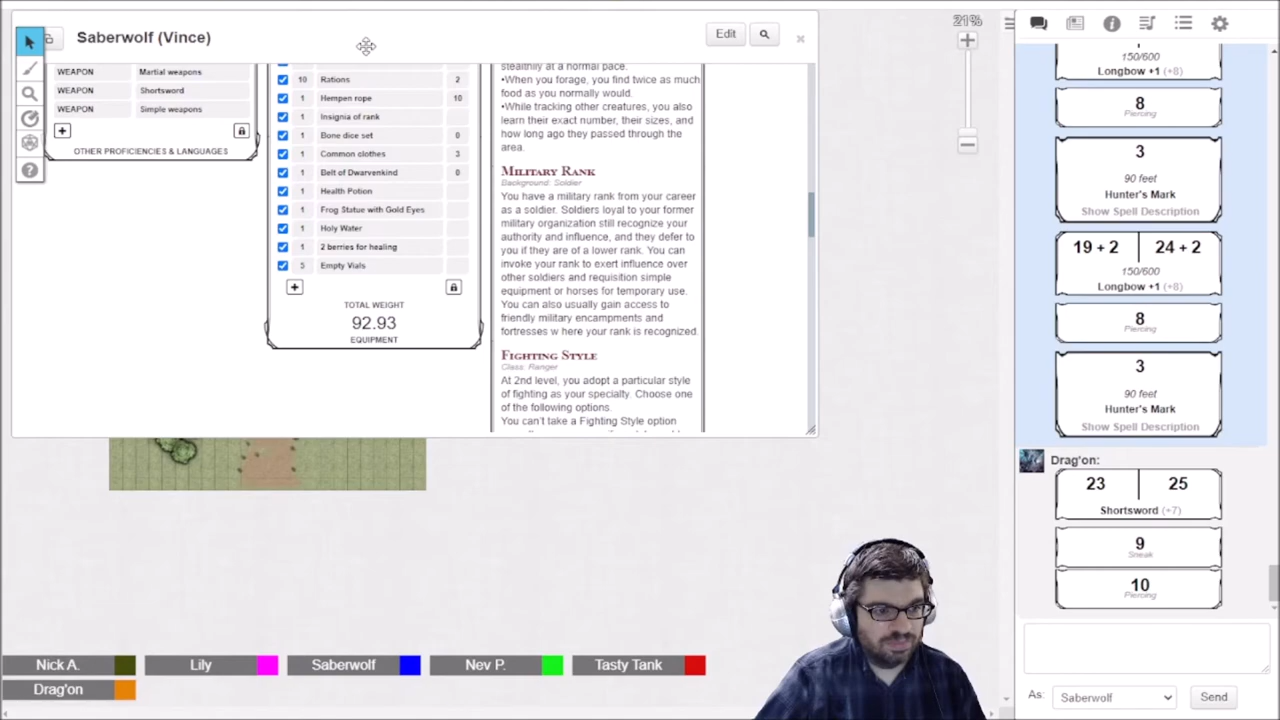 Saberwolf (Vince)
Edit
21%
WEAPON Martial weapons
WEAPON Shortsword
WEAPON Simple weapons
OTHER PROFICIENCIES & LANGUAGES
10 Rations 2
1 Hempen rope 10
1 Insignia of rank
1 Bone dice set 0
1 Common clothes 3
1 Belt of Dwarvenkind 0
1 Health Potion
1 Frog Statue with Gold Eyes
1 Holy Water
1 2 berries for healing
5 Empty Vials
TOTAL WEIGHT
92.93
EQUIPMENT
stealthily at a normal pace.
•When you forage, you find twice as much
food as you normally would.
•While tracking other creatures, you also
learn their exact number, their sizes, and
how long ago they passed through the
area.
MILITARY RANK
Background: Soldier
You have a military rank from your career
as a soldier. Soldiers loyal to your former
military organization still recognize your
authority and influence, and they defer to
you if they are of a lower rank. You can
invoke your rank to exert influence over
other soldiers and requisition simple
equipment or horses for temporary use.
You can also usually gain access to
friendly military encampments and
fortresses w here your rank is recognized.
FIGHTING STYLE
Class: Ranger
At 2nd level, you adopt a particular style
of fighting as your specialty. Choose one
of the following options.
You can't take a Fighting Style option
150/600
Longbow +1 (+8)
8
Piercing
3
90 feet
Hunter's Mark
Show Spell Description
19 + 2 24 + 2
150/600
Longbow +1 (+8)
8
Piercing
3
90 feet
Hunter's Mark
Show Spell Description
Drag'on:
23 25
Shortsword (+7)
9
Sneak
10
Piercing
As: Saberwolf Send
Nick A. Lily Saberwolf Nev P. Tasty Tank
Drag'on